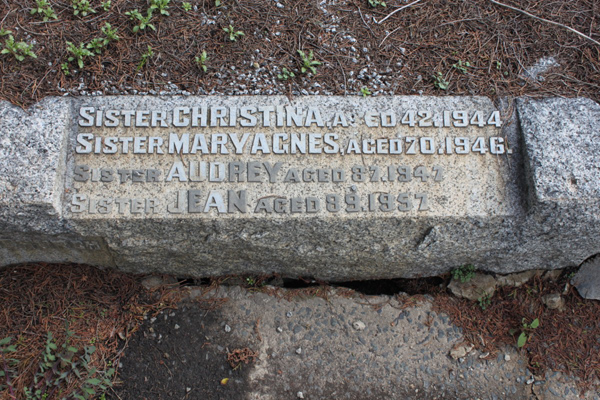 SISTER CHRISTINA. AGED 42. 1944
SISTER MARY AGNES. AGED 70. 1946.
SISTER AUDREY AGED 87. 1947
SISTER JEAN AGED 89. 1957